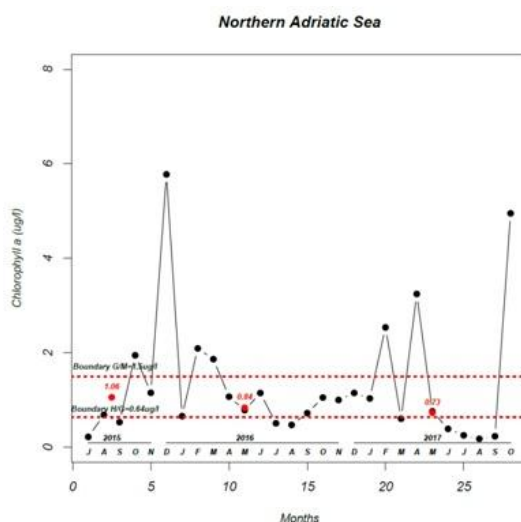 Northern Adriatic Sea
Chlorophyll a (ug/l)
8
6
4
2
0
Boundary G/M=1.5ug/l
1.06
0.84
0.73
Boundary H/G=0.64ug/l
2015 2016 2017
J A S O N D J F M A M J J A S O N D J F M A M J J A S O
0 5 10 15 20 25
Months